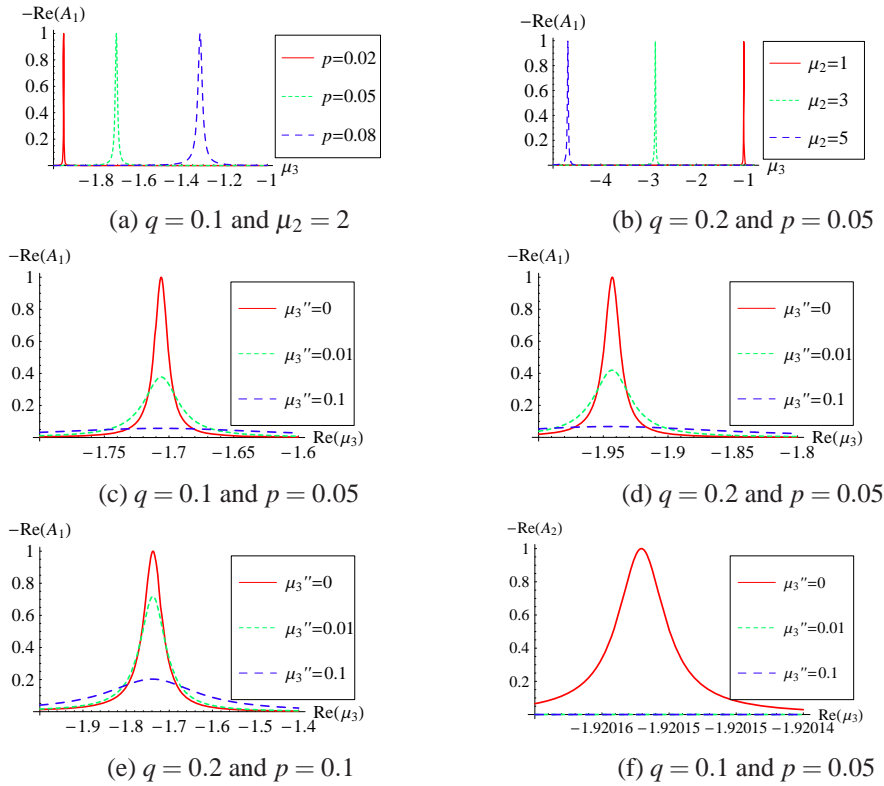 −Re(A₁)
1
0.8
0.6
0.4
0.2
−1.8 −1.6 −1.4 −1.2 −1
μ₃
p=0.02
p=0.05
p=0.08
(a) q = 0.1 and μ₂ = 2
−Re(A₁)
1
0.8
0.6
0.4
0.2
−4 −3 −2 −1
μ₃
μ₂=1
μ₂=3
μ₂=5
(b) q = 0.2 and p = 0.05
−Re(A₁)
1
0.8
0.6
0.4
0.2
−1.75 −1.7 −1.65 −1.6
Re(μ₃)
μ₃″=0
μ₃″=0.01
μ₃″=0.1
(c) q = 0.1 and p = 0.05
−Re(A₁)
1
0.8
0.6
0.4
0.2
−1.95 −1.9 −1.85 −1.8
Re(μ₃)
μ₃″=0
μ₃″=0.01
μ₃″=0.1
(d) q = 0.2 and p = 0.05
−Re(A₁)
1
0.8
0.6
0.4
0.2
−1.9 −1.8 −1.7 −1.6 −1.5 −1.4
Re(μ₃)
μ₃″=0
μ₃″=0.01
μ₃″=0.1
(e) q = 0.2 and p = 0.1
−Re(A₂)
1
0.8
0.6
0.4
0.2
−1.92016 −1.92015 −1.92015 −1.92014
Re(μ₃)
μ₃″=0
μ₃″=0.01
μ₃″=0.1
(f) q = 0.1 and p = 0.05